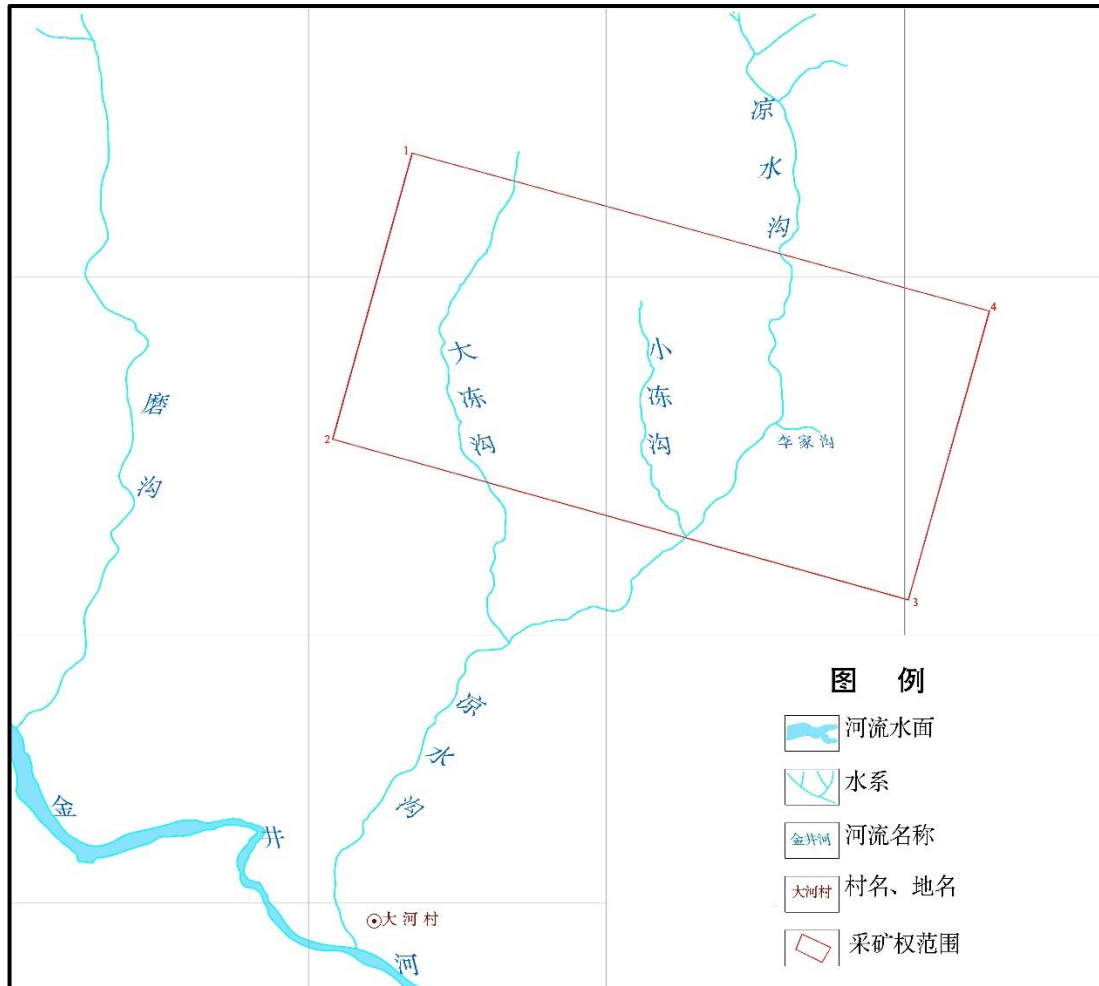 凉水沟
1
4
大冻沟
小冻沟
磨沟
2
李家沟
3
凉水沟
金井河
大河村
图 例
河流水面
水系
金井河 河流名称
大河村 村名、地名
采矿权范围